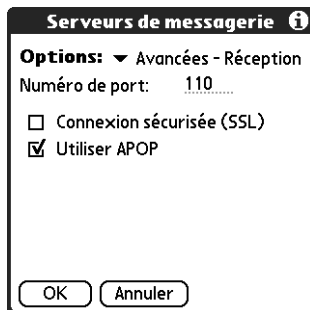 Serveurs de messagerie
Options: Avancées - Réception
Numéro de port: 110
Connexion sécurisée (SSL)
Utiliser APOP
OK Annuler